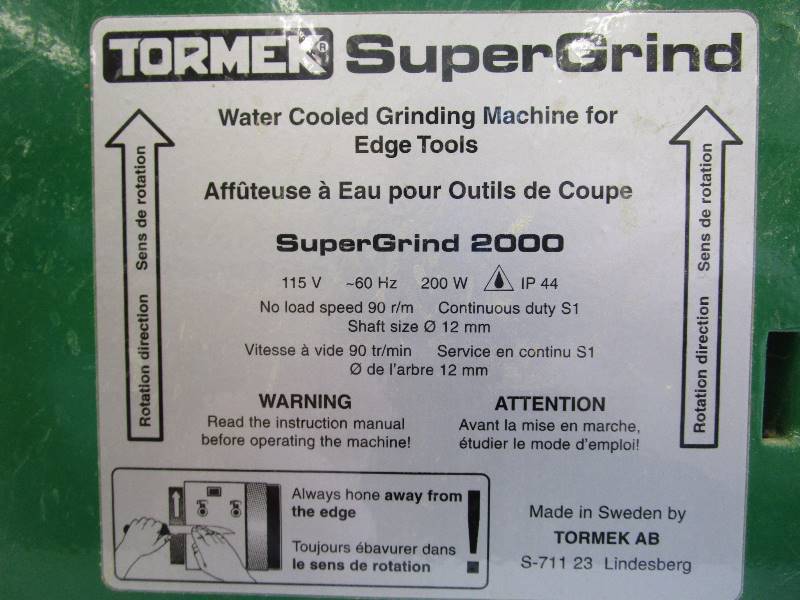 TORMEK® SuperGrind
Water Cooled Grinding Machine for
Edge Tools
Affûteuse à Eau pour Outils de Coupe
SuperGrind 2000
115 V ~60 Hz 200 W IP 44
No load speed 90 r/m Continuous duty S1
Shaft size Ø 12 mm
Vitesse à vide 90 tr/min Service en continu S1
Ø de l'arbre 12 mm
Rotation direction Sens de rotation
Rotation direction Sens de rotation
WARNING
Read the instruction manual
before operating the machine!
ATTENTION
Avant la mise en marche,
étudier le mode d'emploi!
Always hone away from
the edge
Toujours ébavurer dans
le sens de rotation
!
Made in Sweden by
TORMEK AB
S-711 23 Lindesberg